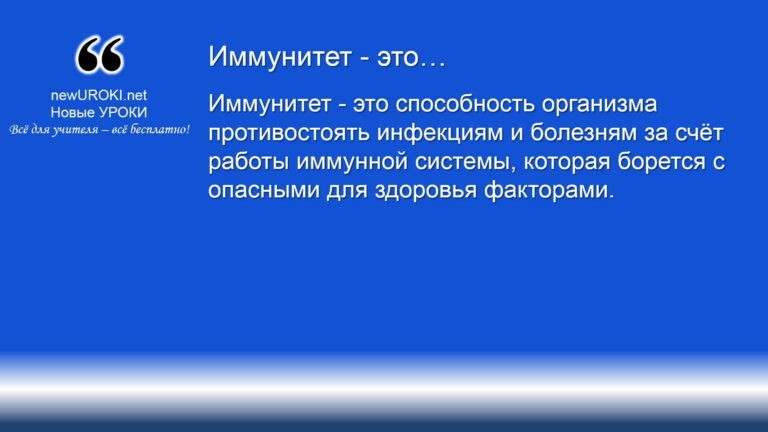 ❝
newUROKI.net
Новые УРОКИ
Всё для учителя – всё бесплатно!
Иммунитет - это…
Иммунитет - это способность организма
противостоять инфекциям и болезням за счёт
работы иммунной системы, которая борется с
опасными для здоровья факторами.